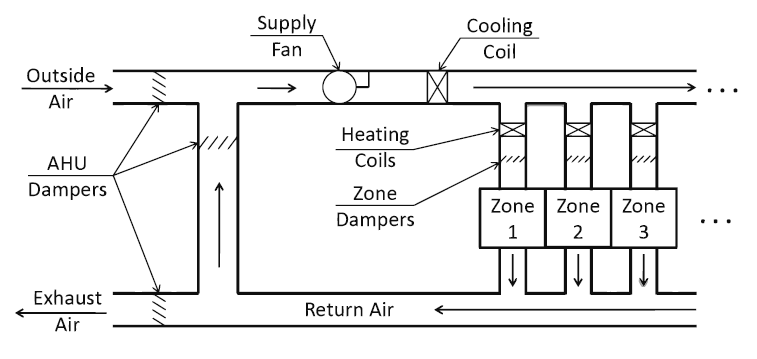 Supply
Fan
Cooling
Coil
Outside
Air
...
Heating
Coils
AHU
Dampers
Zone
Dampers
Zone
1
Zone
2
Zone
3
...
Exhaust
Air
Return Air